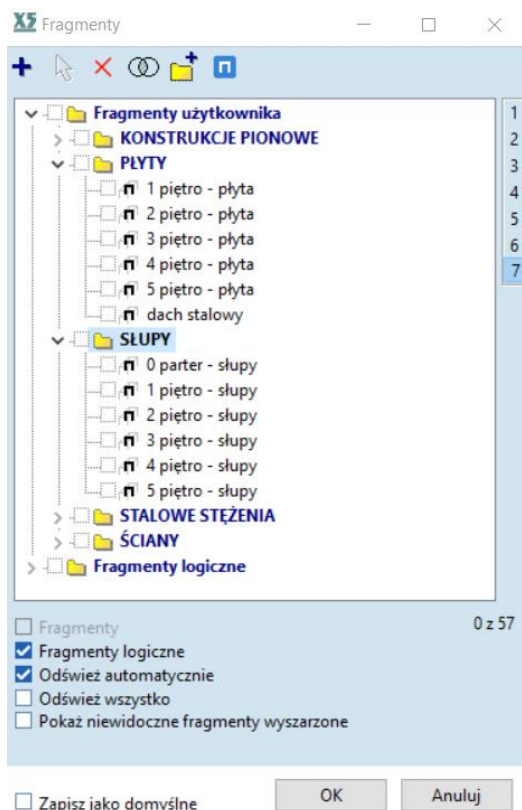 Fragmenty
Fragmenty użytkownika
KONSTRUKCJE PIONOWE
PŁYTY
1 piętro - płyta
2 piętro - płyta
3 piętro - płyta
4 piętro - płyta
5 piętro - płyta
dach stalowy
SŁUPY
0 parter - słupy
1 piętro - słupy
2 piętro - słupy
3 piętro - słupy
4 piętro - słupy
5 piętro - słupy
STALOWE STĘŻENIA
ŚCIANY
Fragmenty logiczne
1
2
3
4
5
6
7
Fragmenty
0 z 57
Fragmenty logiczne
Odśwież automatycznie
Odśwież wszystko
Pokaż niewidoczne fragmenty wyszarzone
Zapisz jako domyślne
OK
Anuluj